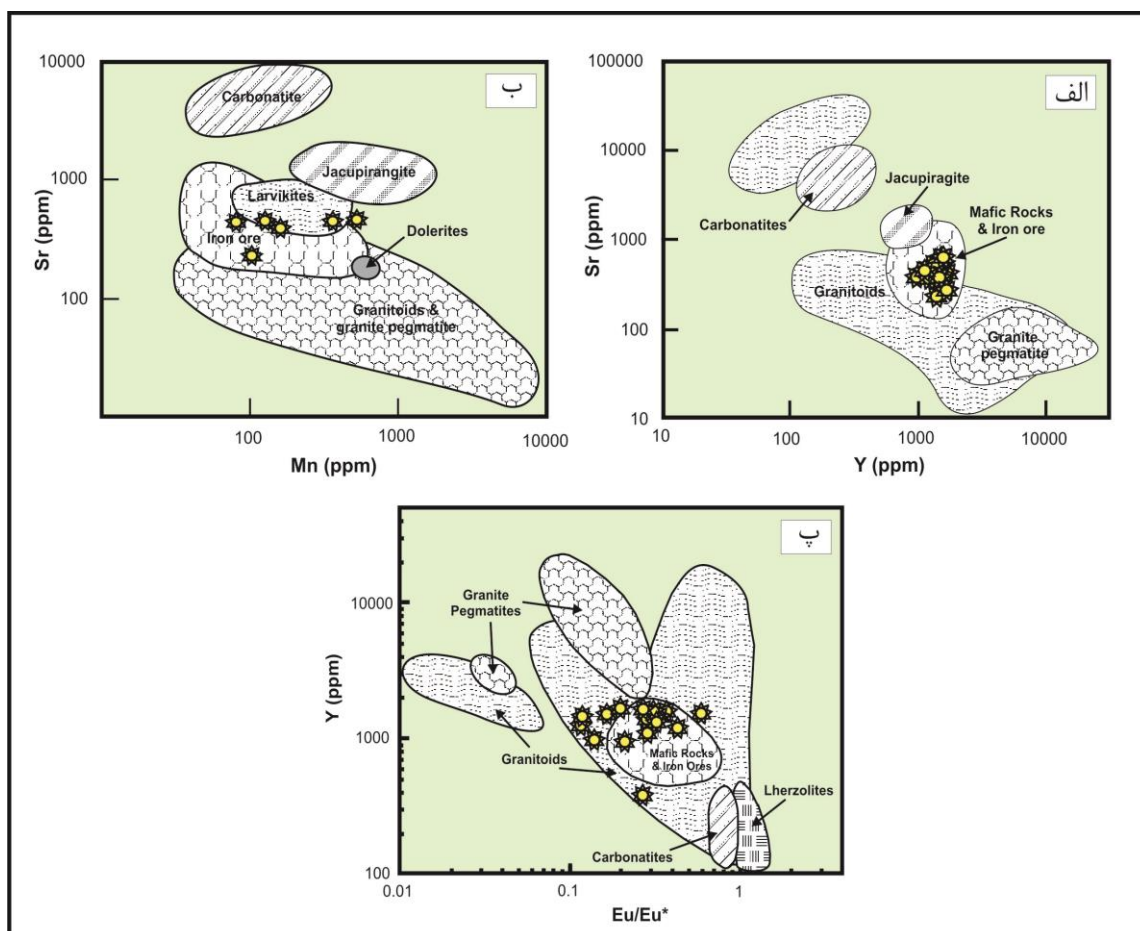 ب
10000
1000
100
Sr (ppm)
Carbonatite
Jacupirangite
Larvikites
Iron ore
Dolerites
Granitoids &
granite pegmatite
100
1000
10000
Mn (ppm)
الف
100000
10000
1000
100
10
Sr (ppm)
Carbonatites
Jacupiragite
Mafic Rocks
& Iron ore
Granitoids
Granite
pegmatite
10
100
1000
10000
Y (ppm)
پ
10000
1000
100
Y (ppm)
Granite
Pegmatites
Granitoids
Mafic Rocks
& Iron Ores
Lherzolites
Carbonatites
0.01
0.1
1
Eu/Eu*